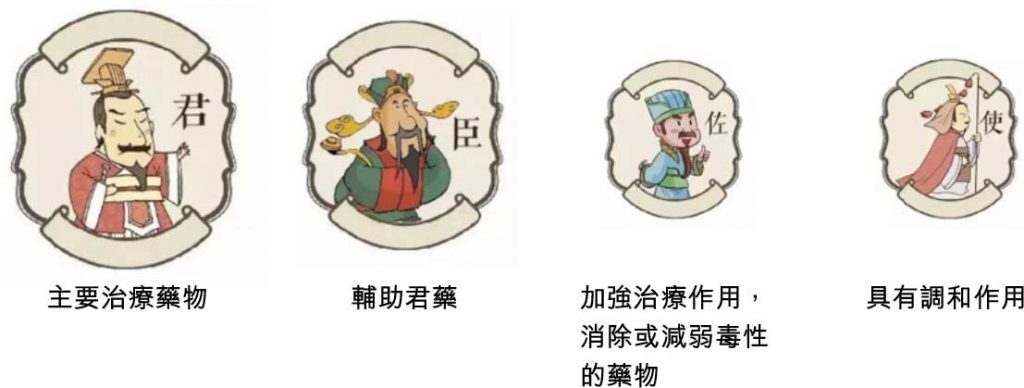 君
臣
佐
使
主要治療藥物
輔助君藥
加強治療作用，
消除或減弱毒性
的藥物
具有調和作用